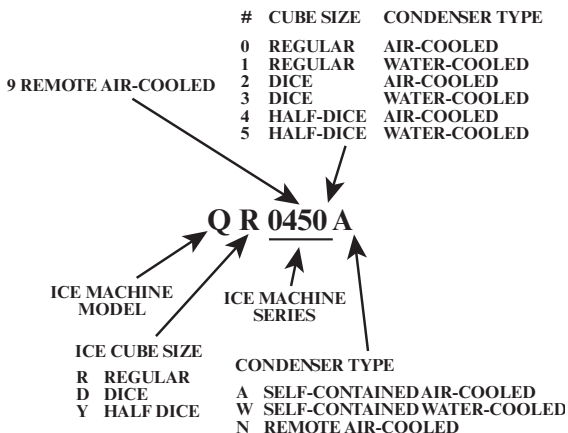 # CUBE SIZE CONDENSER TYPE
0 REGULAR AIR-COOLED
1 REGULAR WATER-COOLED
9 REMOTE AIR-COOLED
2 DICE AIR-COOLED
3 DICE WATER-COOLED
4 HALF-DICE AIR-COOLED
5 HALF-DICE WATER-COOLED
Q R 0450 A
ICE MACHINE
MODEL
ICE MACHINE
SERIES
ICE CUBE SIZE
R REGULAR
D DICE
Y HALF DICE
CONDENSER TYPE
A SELF-CONTAINED AIR-COOLED
W SELF-CONTAINED WATER-COOLED
N REMOTE AIR-COOLED